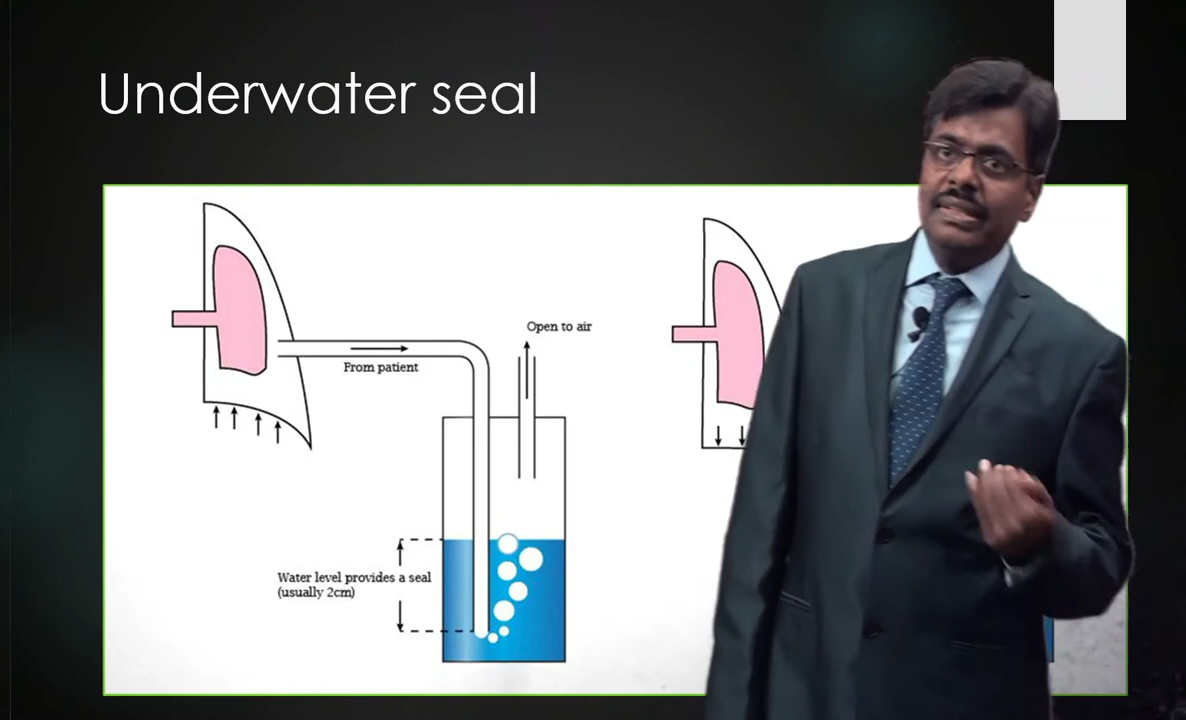 Underwater seal
Open to air
From patient
Water level provides a seal
(usually 2cm)